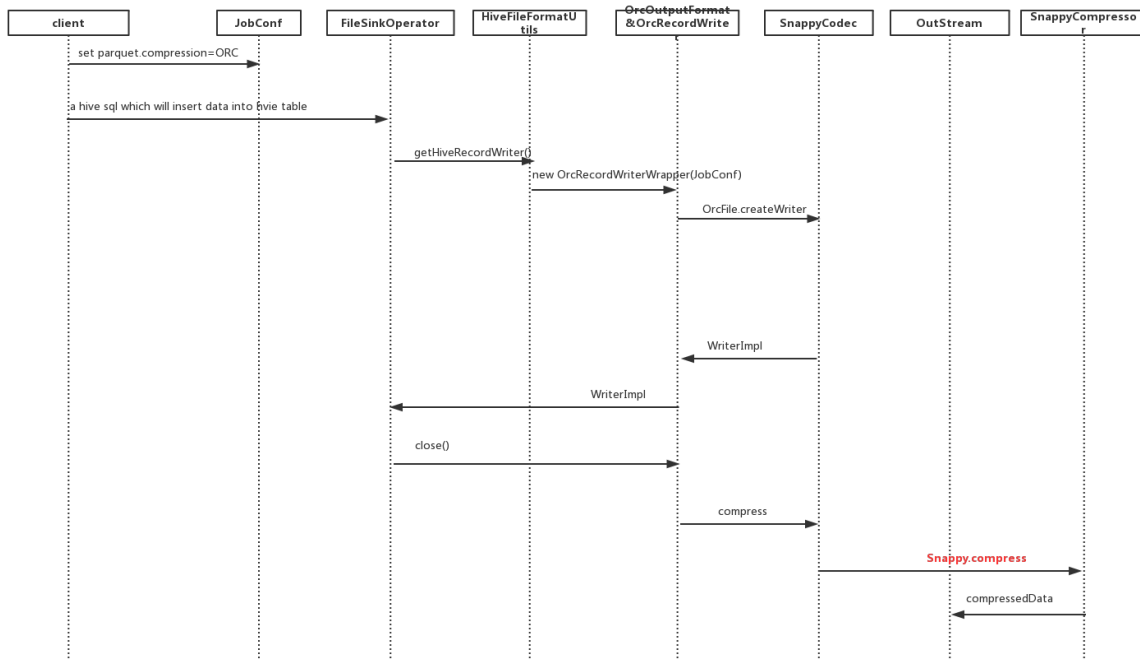 client
JobConf
FileSinkOperator
HiveFileFormatU
tils
OrcOutputFormat
&OrcRecordWrite
r
SnappyCodec
OutStream
SnappyCompresso
r
set parquet.compression=ORC
a hive sql which will insert data into hvie table
getHiveRecordWriter()
new OrcRecordWriterWrapper(JobConf)
OrcFile.createWriter
WriterImpl
WriterImpl
close()
compress
Snappy.compress
compressedData